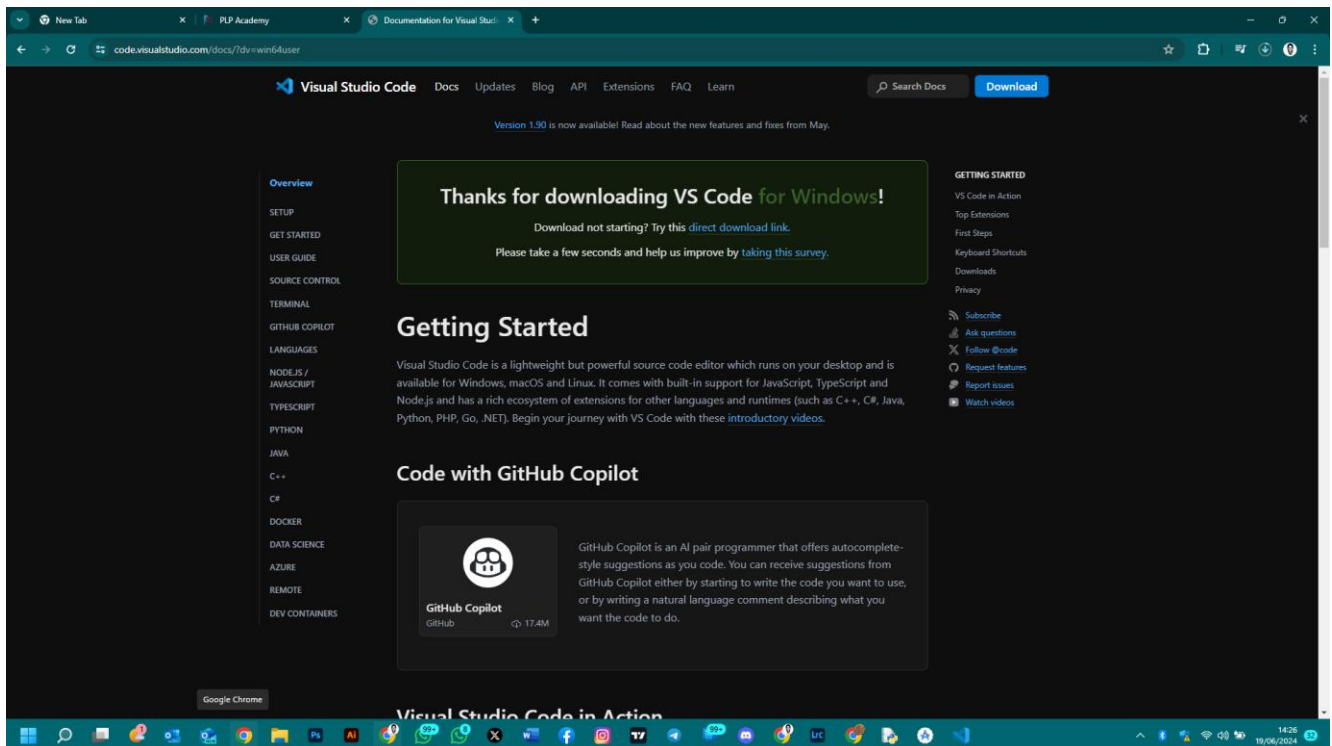 New Tab
PLP Academy
Documentation for Visual Studi
code.visualstudio.com/docs/?dv=win64user
Visual Studio Code Docs Updates Blog API Extensions FAQ Learn Search Docs Download
Version 1.90 is now available! Read about the new features and fixes from May.
Overview
SETUP
GET STARTED
USER GUIDE
SOURCE CONTROL
TERMINAL
GITHUB COPILOT
LANGUAGES
NODE.JS /
JAVASCRIPT
TYPESCRIPT
PYTHON
JAVA
C++
C#
DOCKER
DATA SCIENCE
AZURE
REMOTE
DEV CONTAINERS
Thanks for downloading VS Code for Windows!
Download not starting? Try this direct download link.
Please take a few seconds and help us improve by taking this survey.
Getting Started
Visual Studio Code is a lightweight but powerful source code editor which runs on your desktop and is
available for Windows, macOS and Linux. It comes with built-in support for JavaScript, TypeScript and
Node.js and has a rich ecosystem of extensions for other languages and runtimes (such as C++, C#, Java,
Python, PHP, Go, .NET). Begin your journey with VS Code with these introductory videos.
Code with GitHub Copilot
GitHub Copilot
GitHub 17.4M
GitHub Copilot is an AI pair programmer that offers autocomplete-
style suggestions as you code. You can receive suggestions from
GitHub Copilot either by starting to write the code you want to use,
or by writing a natural language comment describing what you
want the code to do.
Visual Studio Code in Action
GETTING STARTED
VS Code in Action
Top Extensions
First Steps
Keyboard Shortcuts
Downloads
Privacy
Subscribe
Ask questions
Follow @code
Request features
Report issues
Watch videos
Google Chrome
Ps
Ai
99+
99+
Lrc
14:26
19/06/2024